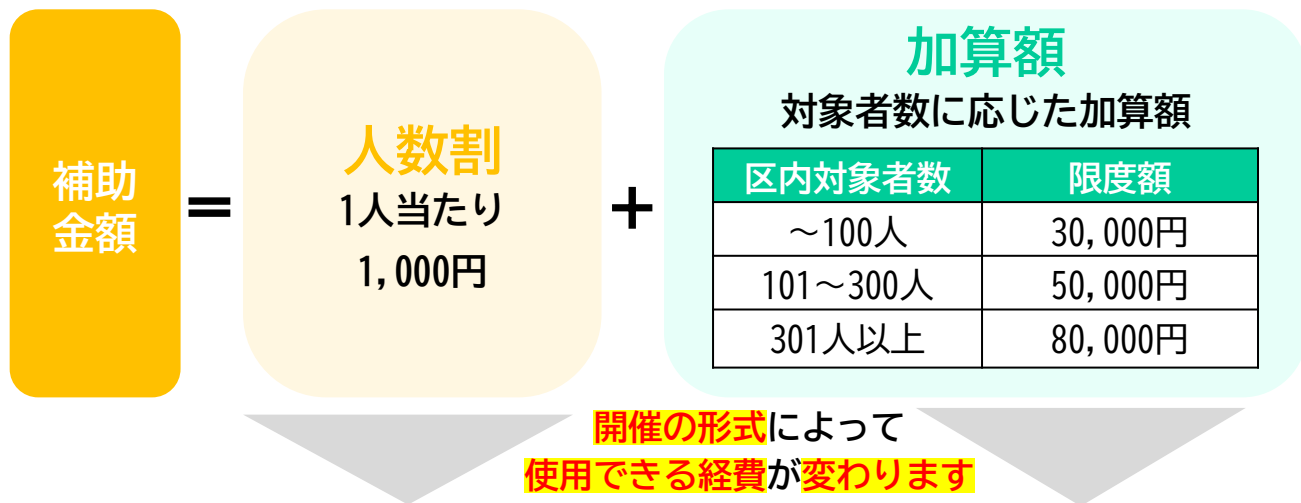 補助
金額
＝
人数割
1人当たり
1,000円
＋
加算額
対象者数に応じた加算額
区内対象者数 限度額
～100人 30,000円
101～300人 50,000円
301人以上 80,000円
開催の形式によって
使用できる経費が変わります